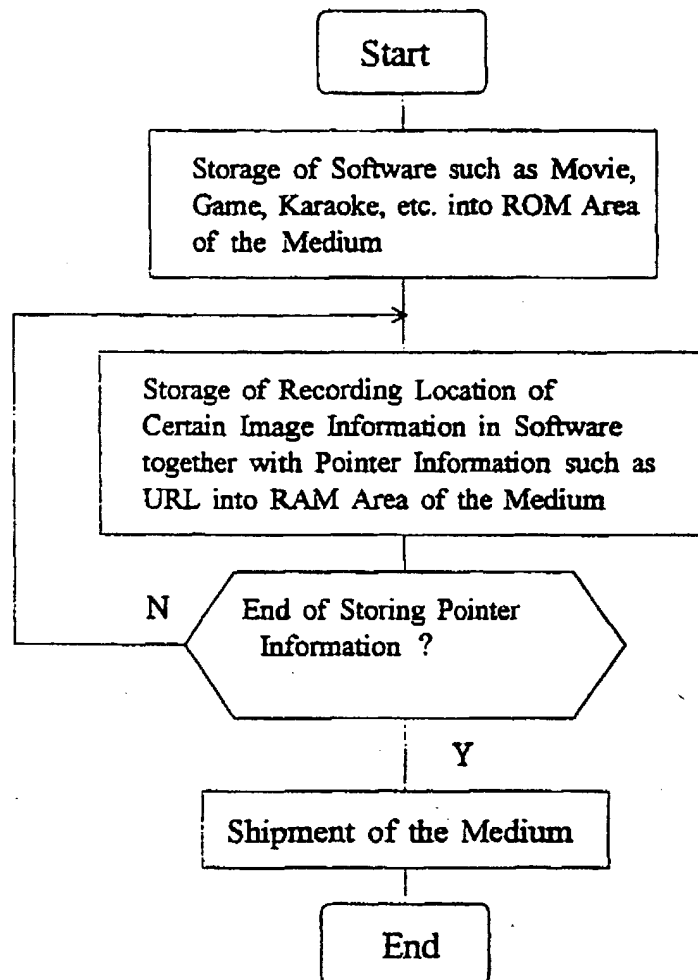 Start
Storage of Software such as Movie,
Game, Karaoke, etc. into ROM Area
of the Medium
Storage of Recording Location of
Certain Image Information in Software
together with Pointer Information such as
URL into RAM Area of the Medium
N
End of Storing Pointer
Information ?
Y
Shipment of the Medium
End